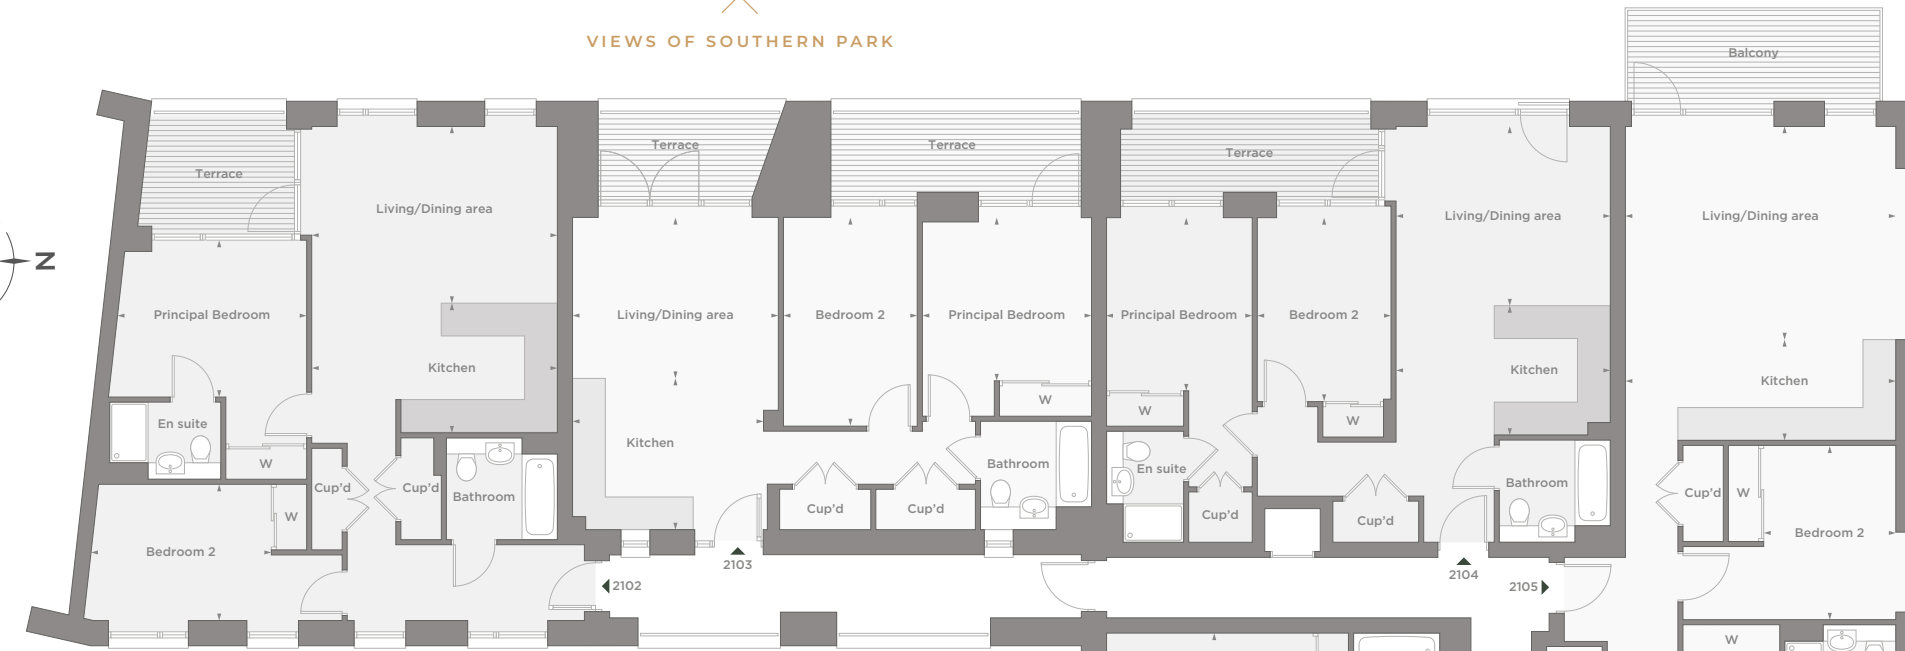 VIEWS OF SOUTHERN PARK
Balcony
Terrace
Terrace
Terrace
Terrace
Living/Dining area
Living/Dining area
Living/Dining area
N
Principal Bedroom
Living/Dining area
Bedroom 2
Principal Bedroom
Principal Bedroom
Bedroom 2
Kitchen
Kitchen
Kitchen
W
W
W
En suite
Kitchen
W
Bathroom
En suite
Cup'd
Cup'd
Bathroom
Bathroom
Cup'd
W
W
Cup'd
Cup'd
Cup'd
Cup'd
Bedroom 2
Bedroom 2
2103
2104
2102
2105
W